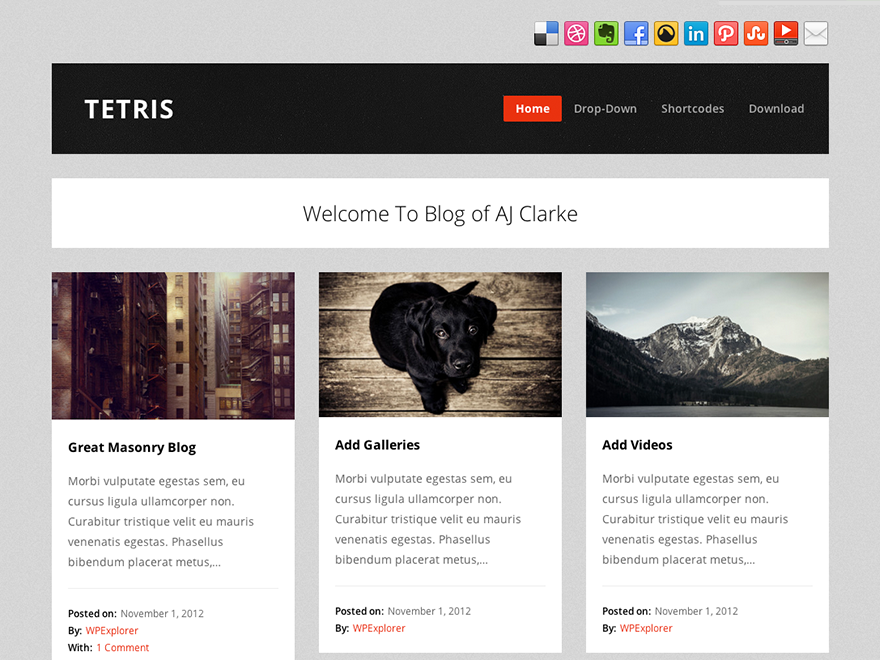 TETRIS
Home Drop-Down Shortcodes Download
Welcome To Blog of AJ Clarke
Great Masonry Blog
Morbi vulputate egestas sem, eu
cursus ligula ullamcorper non.
Curabitur tristique velit eu mauris
venenatis egestas. Phasellus
bibendum placerat metus,...
Posted on: November 1, 2012
By: WPExplorer
With: 1 Comment
Add Galleries
Morbi vulputate egestas sem, eu
cursus ligula ullamcorper non.
Curabitur tristique velit eu mauris
venenatis egestas. Phasellus
bibendum placerat metus,...
Posted on: November 1, 2012
By: WPExplorer
Add Videos
Morbi vulputate egestas sem, eu
cursus ligula ullamcorper non.
Curabitur tristique velit eu mauris
venenatis egestas. Phasellus
bibendum placerat metus,...
Posted on: November 1, 2012
By: WPExplorer